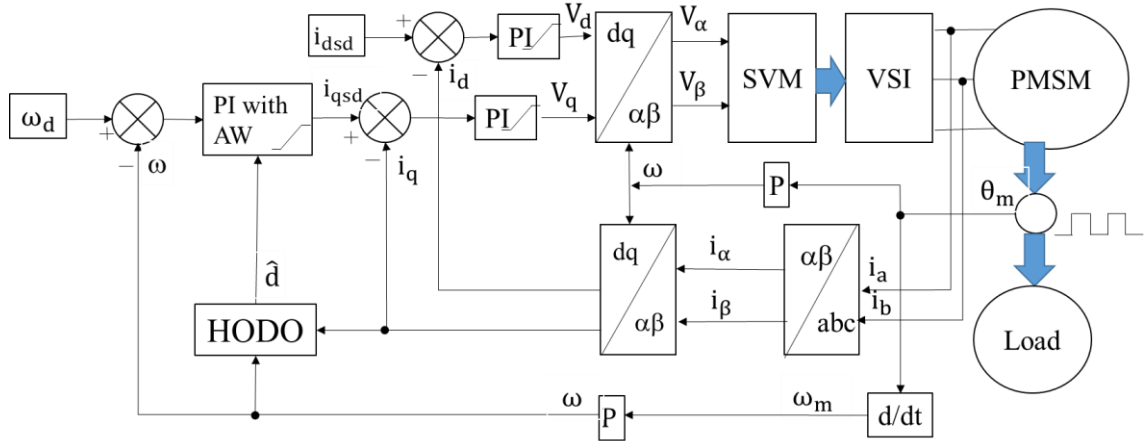 i_dsd
+
−
i_d
PI
V_d
dq
αβ
V_α
V_β
SVM
VSI
PMSM
ω_d
+
−
ω
PI with
AW
i_qsd
+
−
i_q
PI
V_q
ω
P
θ_m
dq
αβ
i_α
i_β
αβ
abc
i_a
i_b
d̂
HODO
Load
ω
P
ω_m
d/dt